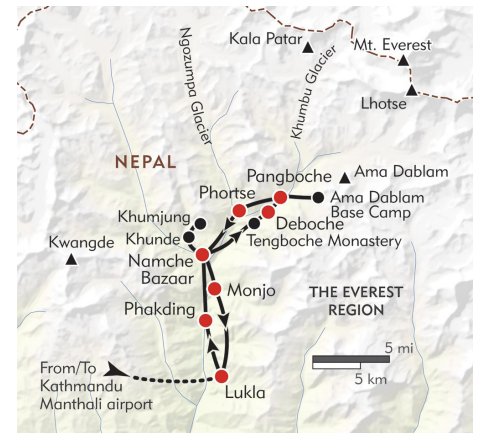 Kala Patar
Mt. Everest
Ngozumpa Glacier
Khumbu Glacier
Lhotse
NEPAL
Pangboche
Ama Dablam
Phortse
Ama Dablam
Base Camp
Khumjung
Deboche
Khunde
Tengboche Monastery
Kwangde
Namche
Bazaar
Monjo
THE EVEREST
REGION
Phakding
5 mi
5 km
From/To
Kathmandu
Manthali airport
Lukla